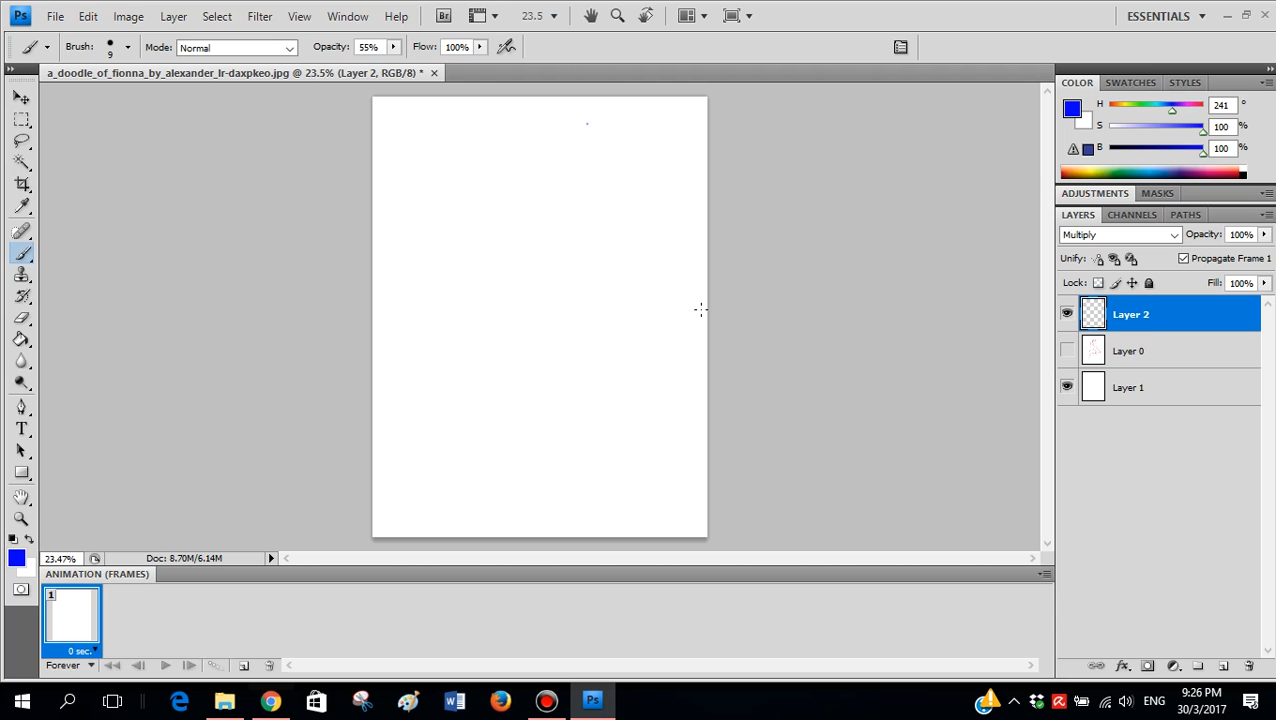 Ps File Edit Image Layer Select Filter Analysis View Window Help Br 23.5 ESSENTIALS
Brush: 9 Mode: Normal Opacity: 55% Flow: 100%
a_doodle_of_fionna_by_alexander_lr-daxpkeo.jpg @ 23.5% (Layer 2, RGB/8) *
COLOR SWATCHES STYLES
H 241 °
S 100 %
B 100 %
ADJUSTMENTS MASKS
LAYERS CHANNELS PATHS
Multiply Opacity: 100%
Unify: Propagate Frame 1
Lock: Fill: 100%
Layer 2
Layer 0
Layer 1
T
23.47% Doc: 8.70M/6.14M
ANIMATION (FRAMES)
1
0 sec.
Forever
Ps
ENG
9:26 PM
30/3/2017